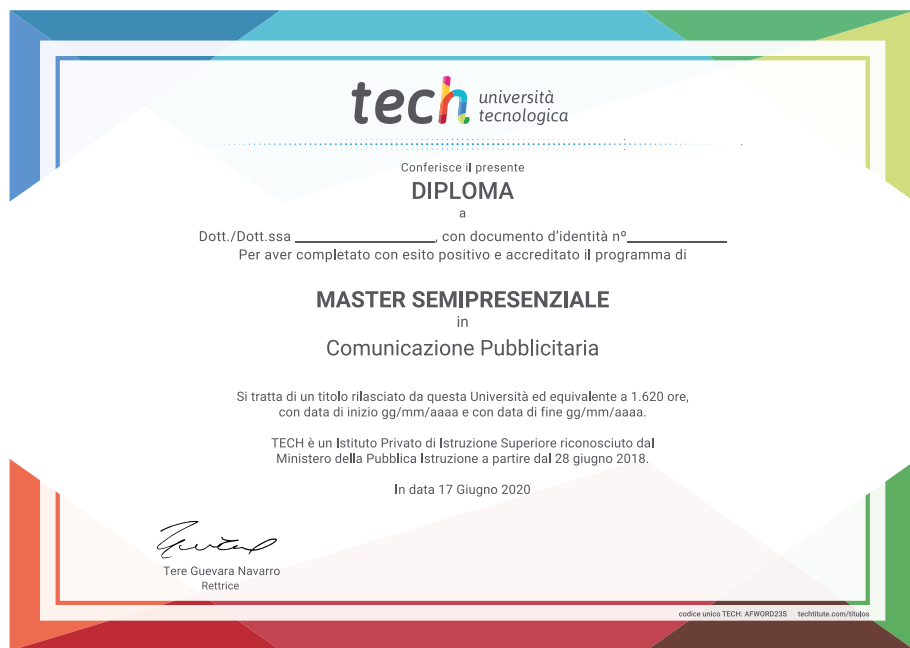 tech università
tecnologica
Conferisce il presente
DIPLOMA
a
Dott./Dott.ssa ______________, con documento d'identità nº__________
Per aver completato con esito positivo e accreditato il programma di
MASTER SEMIPRESENZIALE
in
Comunicazione Pubblicitaria
Si tratta di un titolo rilasciato da questa Università ed equivalente a 1.620 ore,
con data di inizio gg/mm/aaaa e con data di fine gg/mm/aaaa.
TECH è un Istituto Privato di Istruzione Superiore riconosciuto dal
Ministero della Pubblica Istruzione a partire dal 28 giugno 2018.
In data 17 Giugno 2020
Tere Guevara Navarro
Rettrice
codice unico TECH: AFWORD23S techtitute.com/titulos